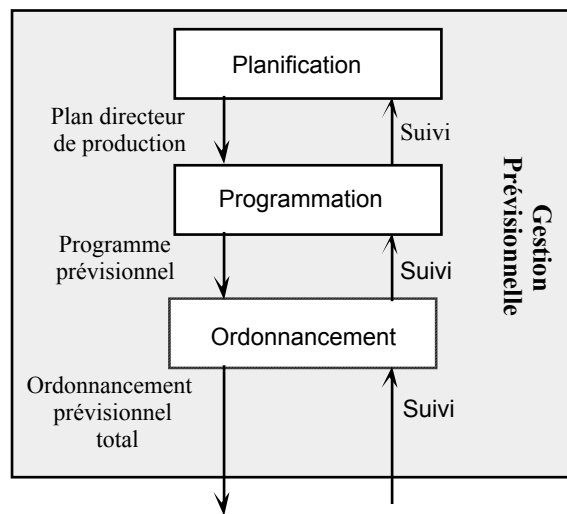 Planification
Plan directeur
de production
Suivi
Programmation
Programme
prévisionnel
Suivi
Ordonnancement
Ordonnancement
prévisionnel
total
Suivi
Gestion
Prévisionnelle